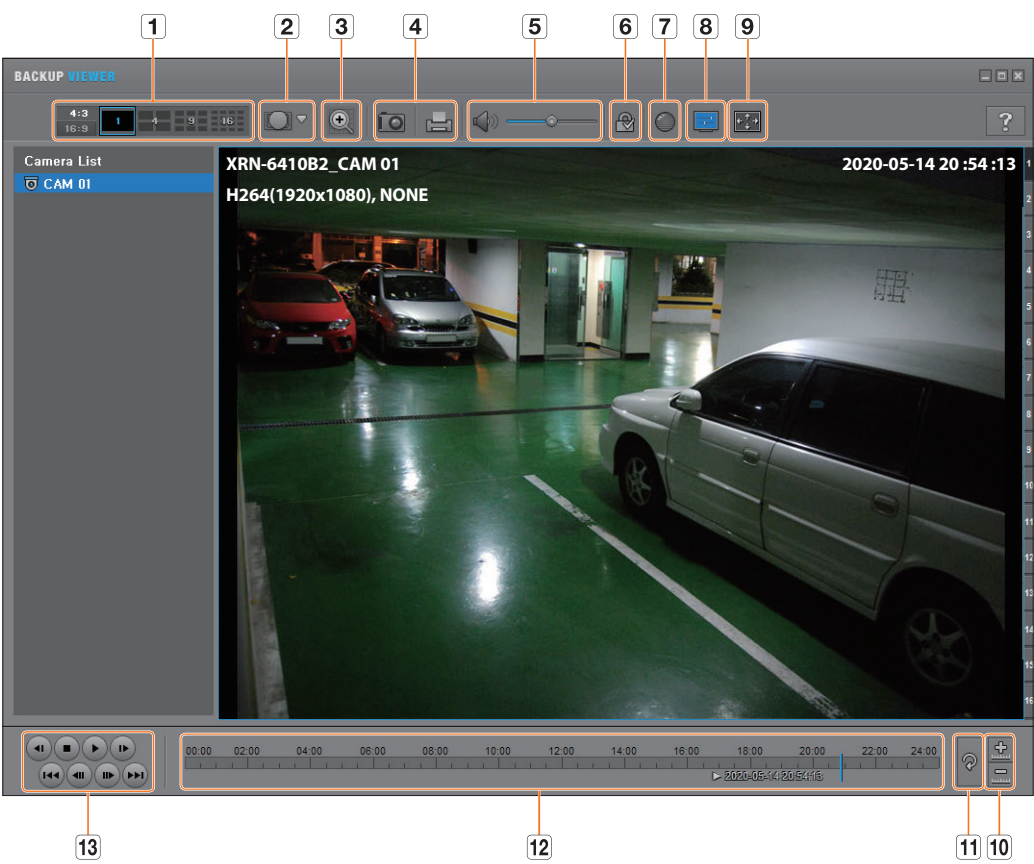 1 2 3 4 5 6 7 8 9
BACKUP VIEWER
4:3
16:9
1 4 9 16
?
Camera List
CAM 01
XRN-6410B2_CAM 01
2020-05-14 20 :54 :13
H264(1920x1080), NONE
1
2
3
4
5
6
7
8
9
10
11
12
13
14
15
16
00:00 02:00 04:00 06:00 08:00 10:00 12:00 14:00 16:00 18:00 20:00 22:00 24:00
2020-05-14 20:54:13
13 12 11 10